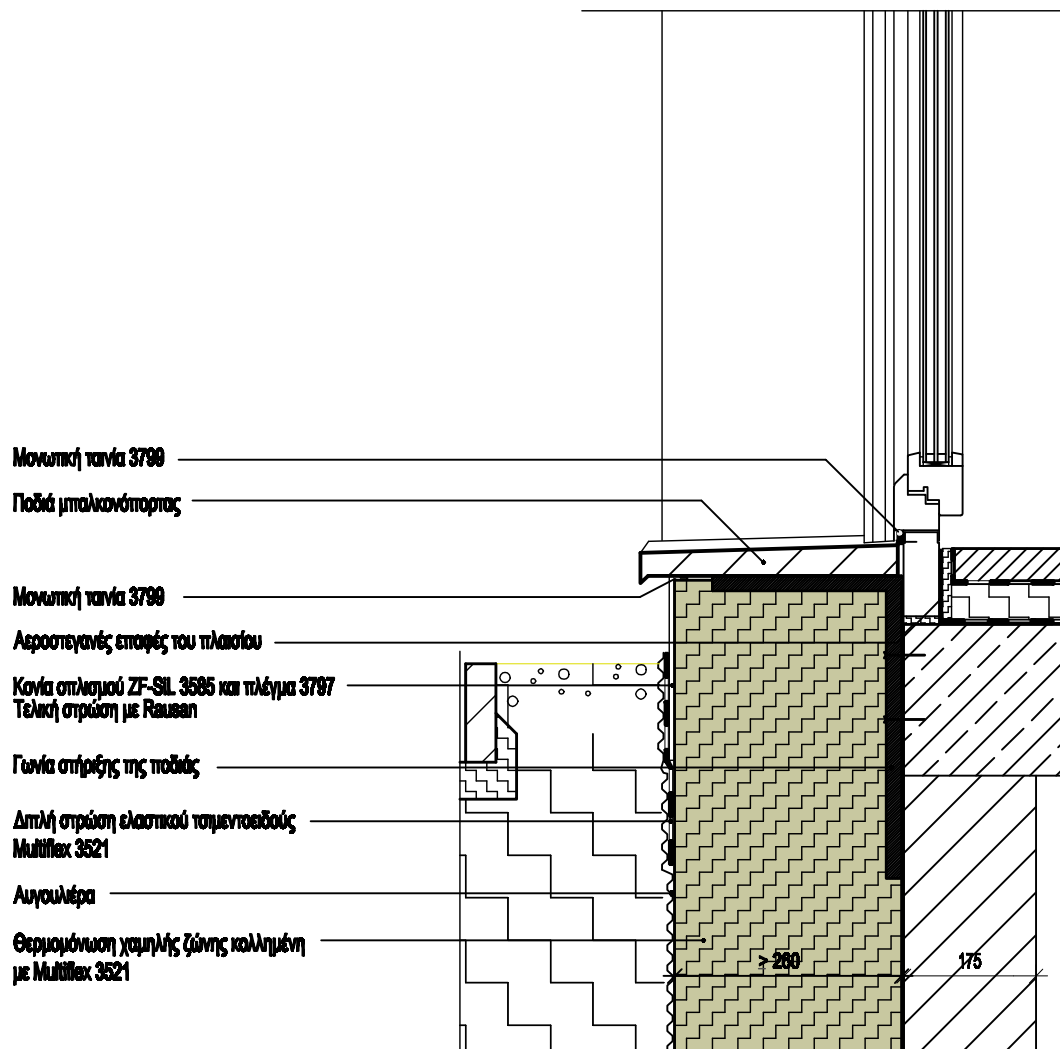 Μονωτική ταινία 3799
Ποδιά μπαλκονόπορτας
Μονωτική ταινία 3799
Αεροστεγανές επαφές του πλαισίου
Κονία οπλισμού ZF-SIL 3585 και πλέγμα 3797
Τελική στρώση με Rausan
Γωνία στήριξης της ποδιάς
Διπλή στρώση ελαστικού τσιμεντοειδούς
Multiflex 3521
Αυγουλιέρα
Θερμομόνωση χαμηλής ζώνης κολλημένη
με Multiflex 3521
> 260
175